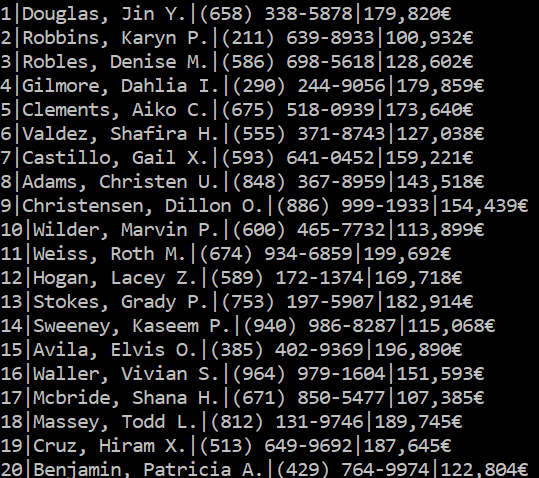 1|Douglas, Jin Y.|(658) 338-5878|179,820€
2|Robbins, Karyn P.|(211) 639-8933|100,932€
3|Robles, Denise M.|(586) 698-5618|128,602€
4|Gilmore, Dahlia I.|(290) 244-9056|179,859€
5|Clements, Aiko C.|(675) 518-0939|173,640€
6|Valdez, Shafira H.|(555) 371-8743|127,038€
7|Castillo, Gail X.|(593) 641-0452|159,221€
8|Adams, Christen U.|(848) 367-8959|143,518€
9|Christensen, Dillon O.|(886) 999-1933|154,439€
10|Wilder, Marvin P.|(600) 465-7732|113,899€
11|Weiss, Roth M.|(674) 934-6859|199,692€
12|Hogan, Lacey Z.|(589) 172-1374|169,718€
13|Stokes, Grady P.|(753) 197-5907|182,914€
14|Sweeney, Kaseem P.|(940) 986-8287|115,068€
15|Avila, Elvis O.|(385) 402-9369|196,890€
16|Waller, Vivian S.|(964) 979-1604|151,593€
17|Mcbride, Shana H.|(671) 850-5477|107,385€
18|Massey, Todd L.|(812) 131-9746|189,745€
19|Cruz, Hiram X.|(513) 649-9692|187,645€
20|Benjamin, Patricia A.|(429) 764-9974|122,804€